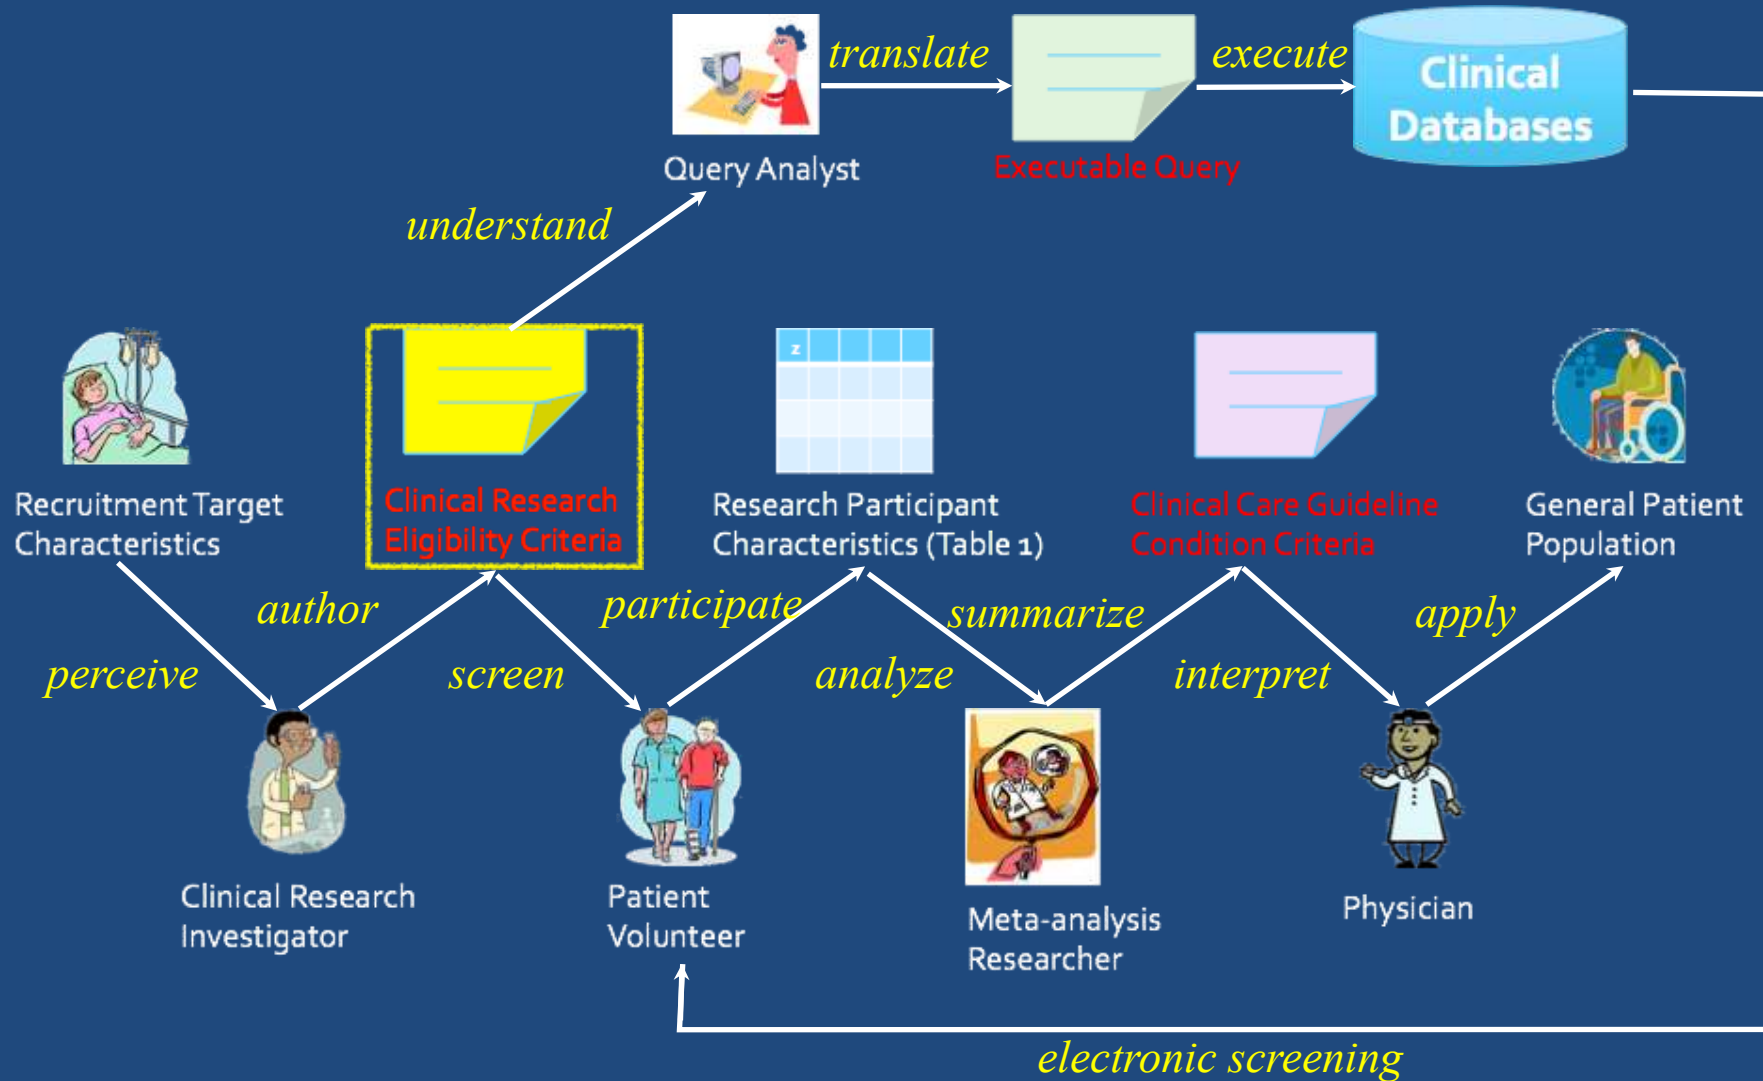 translate
execute
Clinical
Databases
Query Analyst
Executable Query
understand
z
Recruitment Target
Characteristics
Clinical Research
Eligibility Criteria
Research Participant
Characteristics (Table 1)
Clinical Care Guideline
Condition Criteria
General Patient
Population
author
participate
summarize
apply
perceive
screen
analyze
interpret
Clinical Research
Investigator
Patient
Volunteer
Meta-analysis
Researcher
Physician
electronic screening